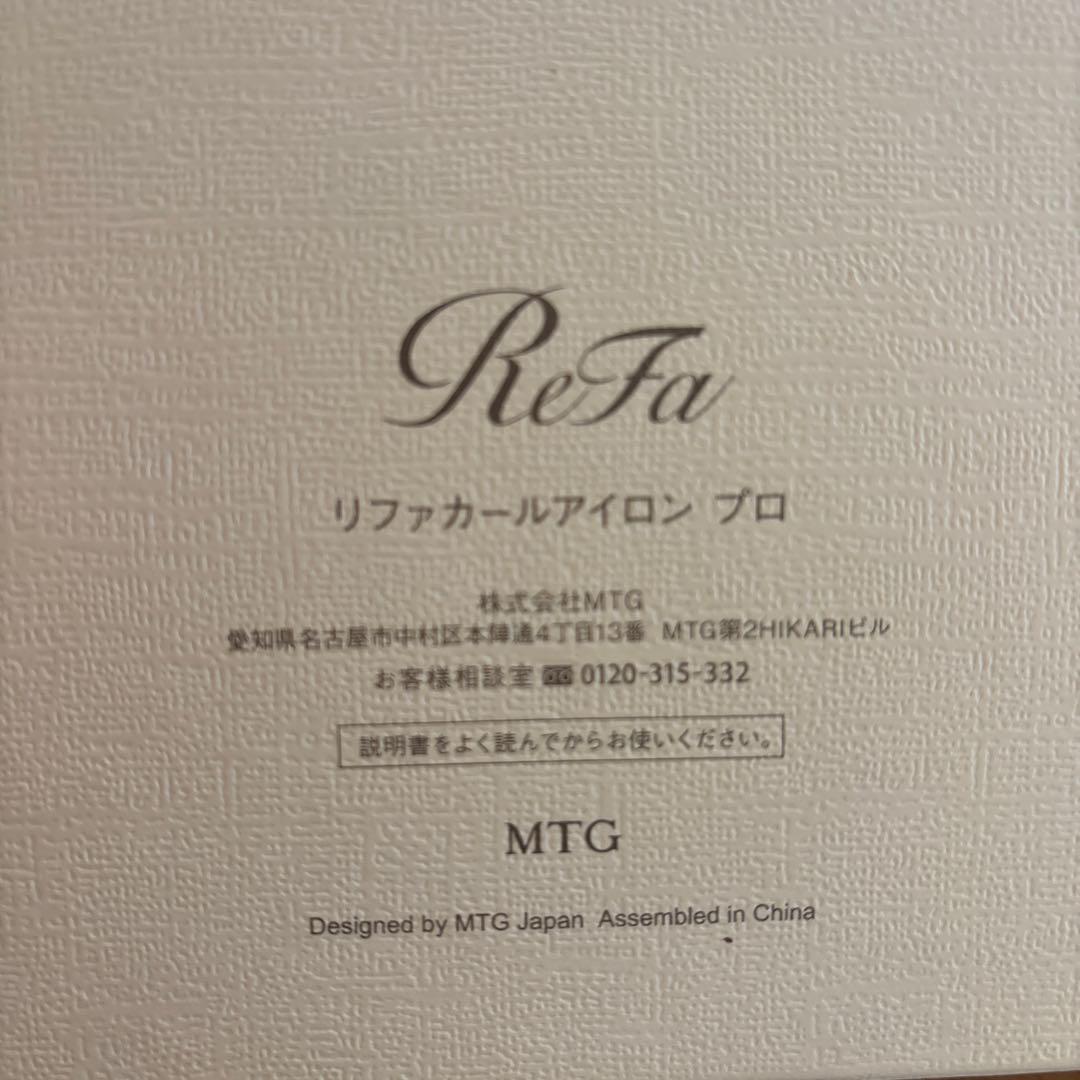 ReFa
リファカールアイロン プロ
株式会社MTG
愛知県名古屋市中村区本陣通4丁目13番 MTG第2HIKARIビル
お客様相談室 0120-315-332
説明書をよく読んでからお使いください。
MTG
Designed by MTG Japan Assembled in China